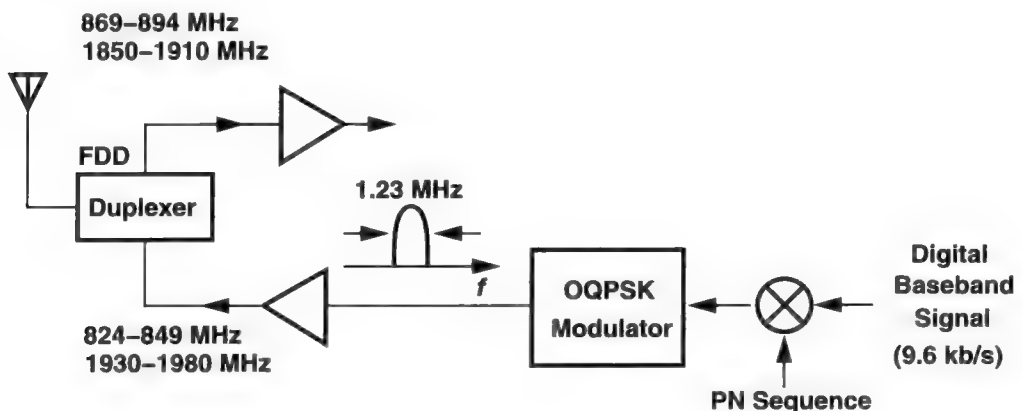 869–894 MHz
1850–1910 MHz
FDD
Duplexer
1.23 MHz
f
824–849 MHz
1930–1980 MHz
OQPSK
Modulator
Digital
Baseband
Signal
(9.6 kb/s)
PN Sequence